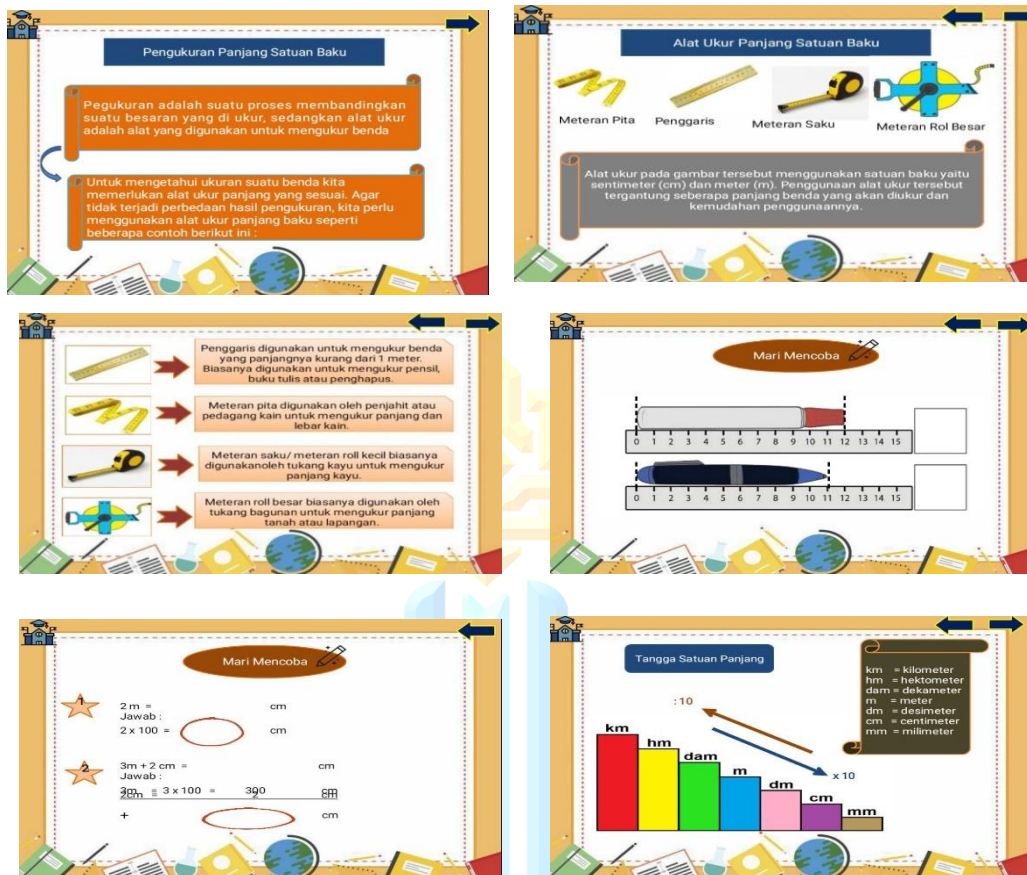 Pengukuran Panjang Satuan Baku
Pegukuran adalah suatu proses membandingkan
suatu besaran yang di ukur, sedangkan alat ukur
adalah alat yang digunakan untuk mengukur benda
Untuk mengetahui ukuran suatu benda kita
memerlukan alat ukur panjang yang sesuai. Agar
tidak terjadi perbedaan hasil pengukuran, kita perlu
menggunakan alat ukur panjang baku seperti
beberapa contoh berikut ini :
Alat Ukur Panjang Satuan Baku
Meteran Pita Penggaris Meteran Saku Meteran Rol Besar
Alat ukur pada gambar tersebut menggunakan satuan baku yaitu
sentimeter (cm) dan meter (m). Penggunaan alat ukur tersebut
tergantung seberapa panjang benda yang akan diukur dan
kemudahan penggunaannya.
Penggaris digunakan untuk mengukur benda
yang panjangnya kurang dari 1 meter.
Biasanya digunakan untuk mengukur pensil,
buku tulis atau penghapus.
Meteran pita digunakan oleh penjahit atau
pedagang kain untuk mengukur panjang dan
lebar kain.
Meteran saku/ meteran roll kecil biasanya
digunakanoleh tukang kayu untuk mengukur
panjang kayu.
Meteran roll besar biasanya digunakan oleh
tukang bagunan untuk mengukur panjang
tanah atau lapangan.
Mari Mencoba
0 1 2 3 4 5 6 7 8 9 10 11 12 13 14 15
0 1 2 3 4 5 6 7 8 9 10 11 12 13 14 15
Mari Mencoba
1
2 m = cm
Jawab :
2 x 100 = cm
2
3m + 2 cm = cm
Jawab :
3m = 3 x 100 = 300 cm
2cm = 2 cm
+ cm
Tangga Satuan Panjang
km = kilometer
hm = hektometer
dam = dekameter
m = meter
dm = desimeter
cm = centimeter
mm = milimeter
: 10
x 10
km
hm
dam
m
dm
cm
mm